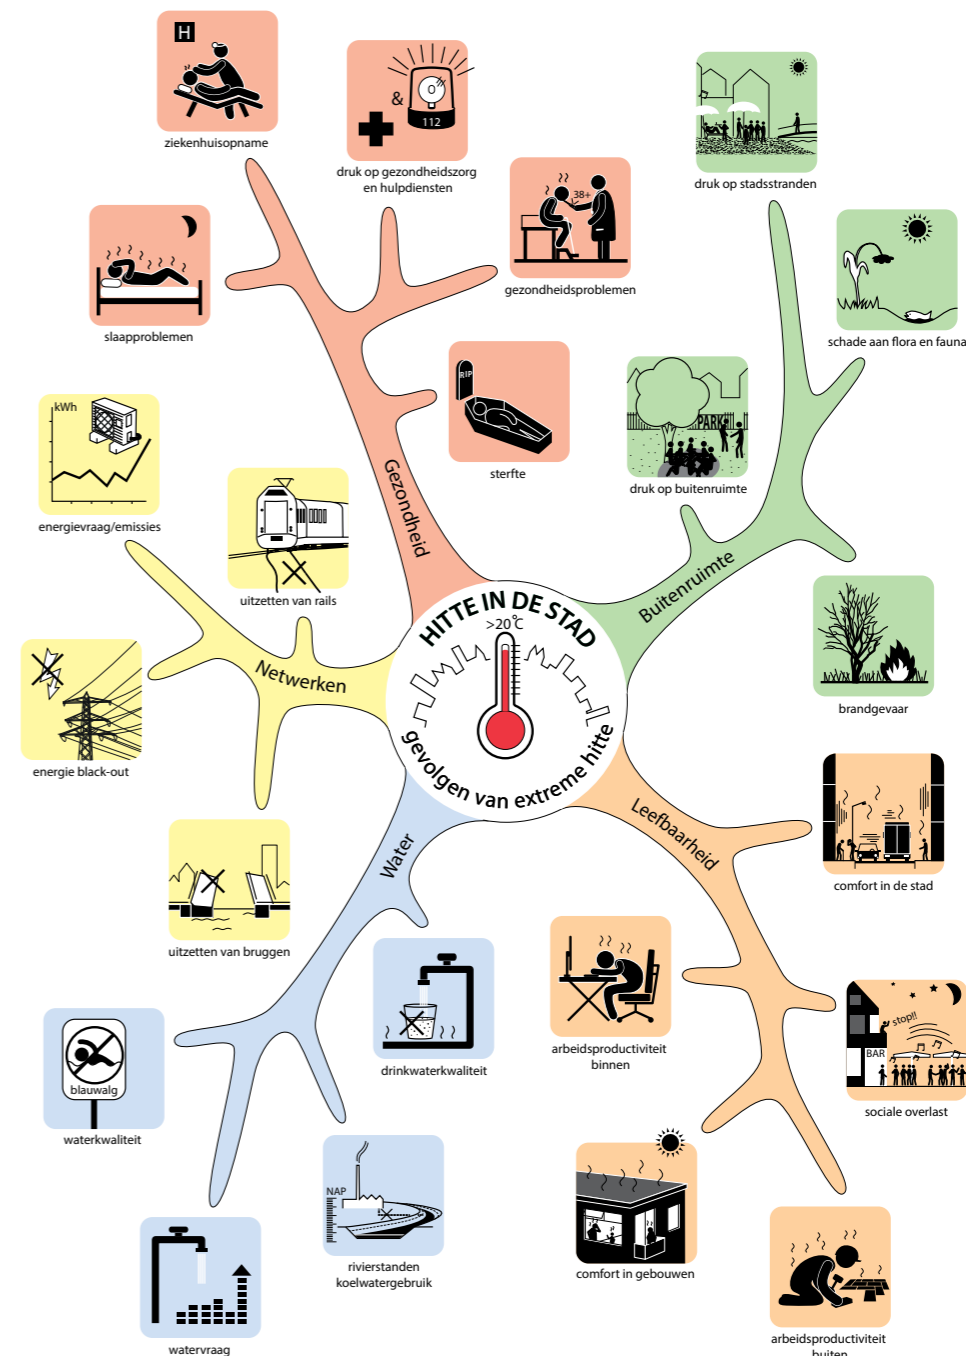 H
ziekenhuisopname
&
112
druk op gezondheidszorg
en hulpdiensten
38+
gezondheidsproblemen
slaapproblemen
RIP
sterfte
Gezondheid
druk op stadsstranden
schade aan flora en fauna
PARK
druk op buitenruimte
brandgevaar
Buitenruimte
kWh
energievraag/emissies
uitzetten van rails
energie black-out
uitzetten van bruggen
Netwerken
HITTE IN DE STAD
>20°C
gevolgen van extreme hitte
Leefbaarheid
comfort in de stad
stop!!
BAR
sociale overlast
arbeidsproductiviteit
binnen
comfort in gebouwen
arbeidsproductiviteit
buiten
Water
drinkwaterkwaliteit
blauwalg
waterkwaliteit
NAP
rivierstanden
koelwatergebruik
watervraag